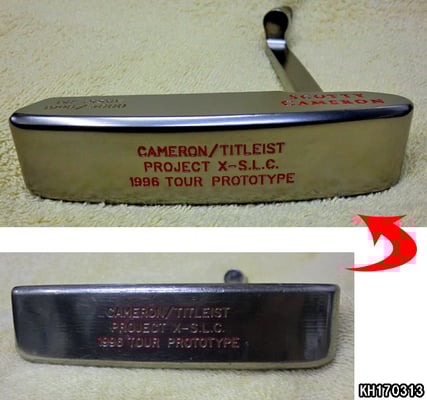 SCOTTY
CAMERON
CAMERON/TITLEIST
PROJECT X-S.L.C.
1996 TOUR PROTOTYPE
CAMERON/TITLEIST
PROJECT X-S.L.C.
1996 TOUR PROTOTYPE
KH170313